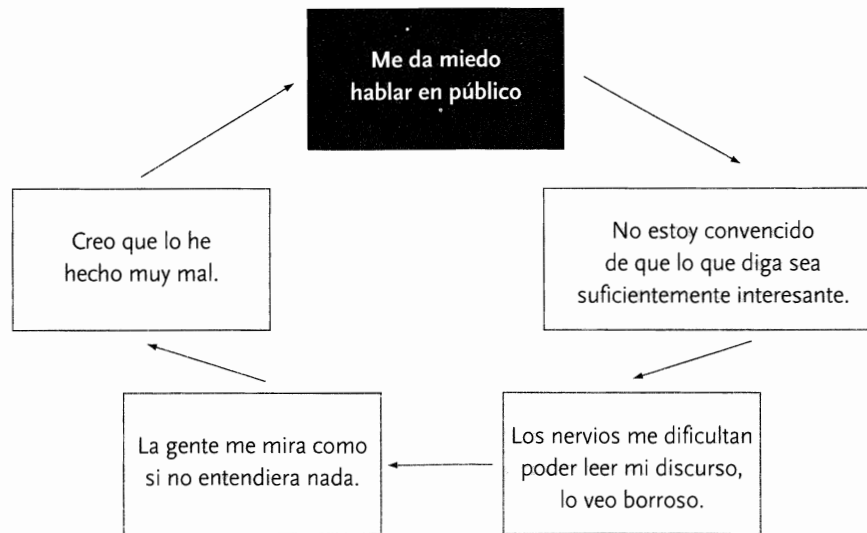 Me da miedo
hablar en público
No estoy convencido
de que lo que diga sea
suficientemente interesante.
Los nervios me dificultan
poder leer mi discurso,
lo veo borroso.
La gente me mira como
si no entendiera nada.
Creo que lo he
hecho muy mal.